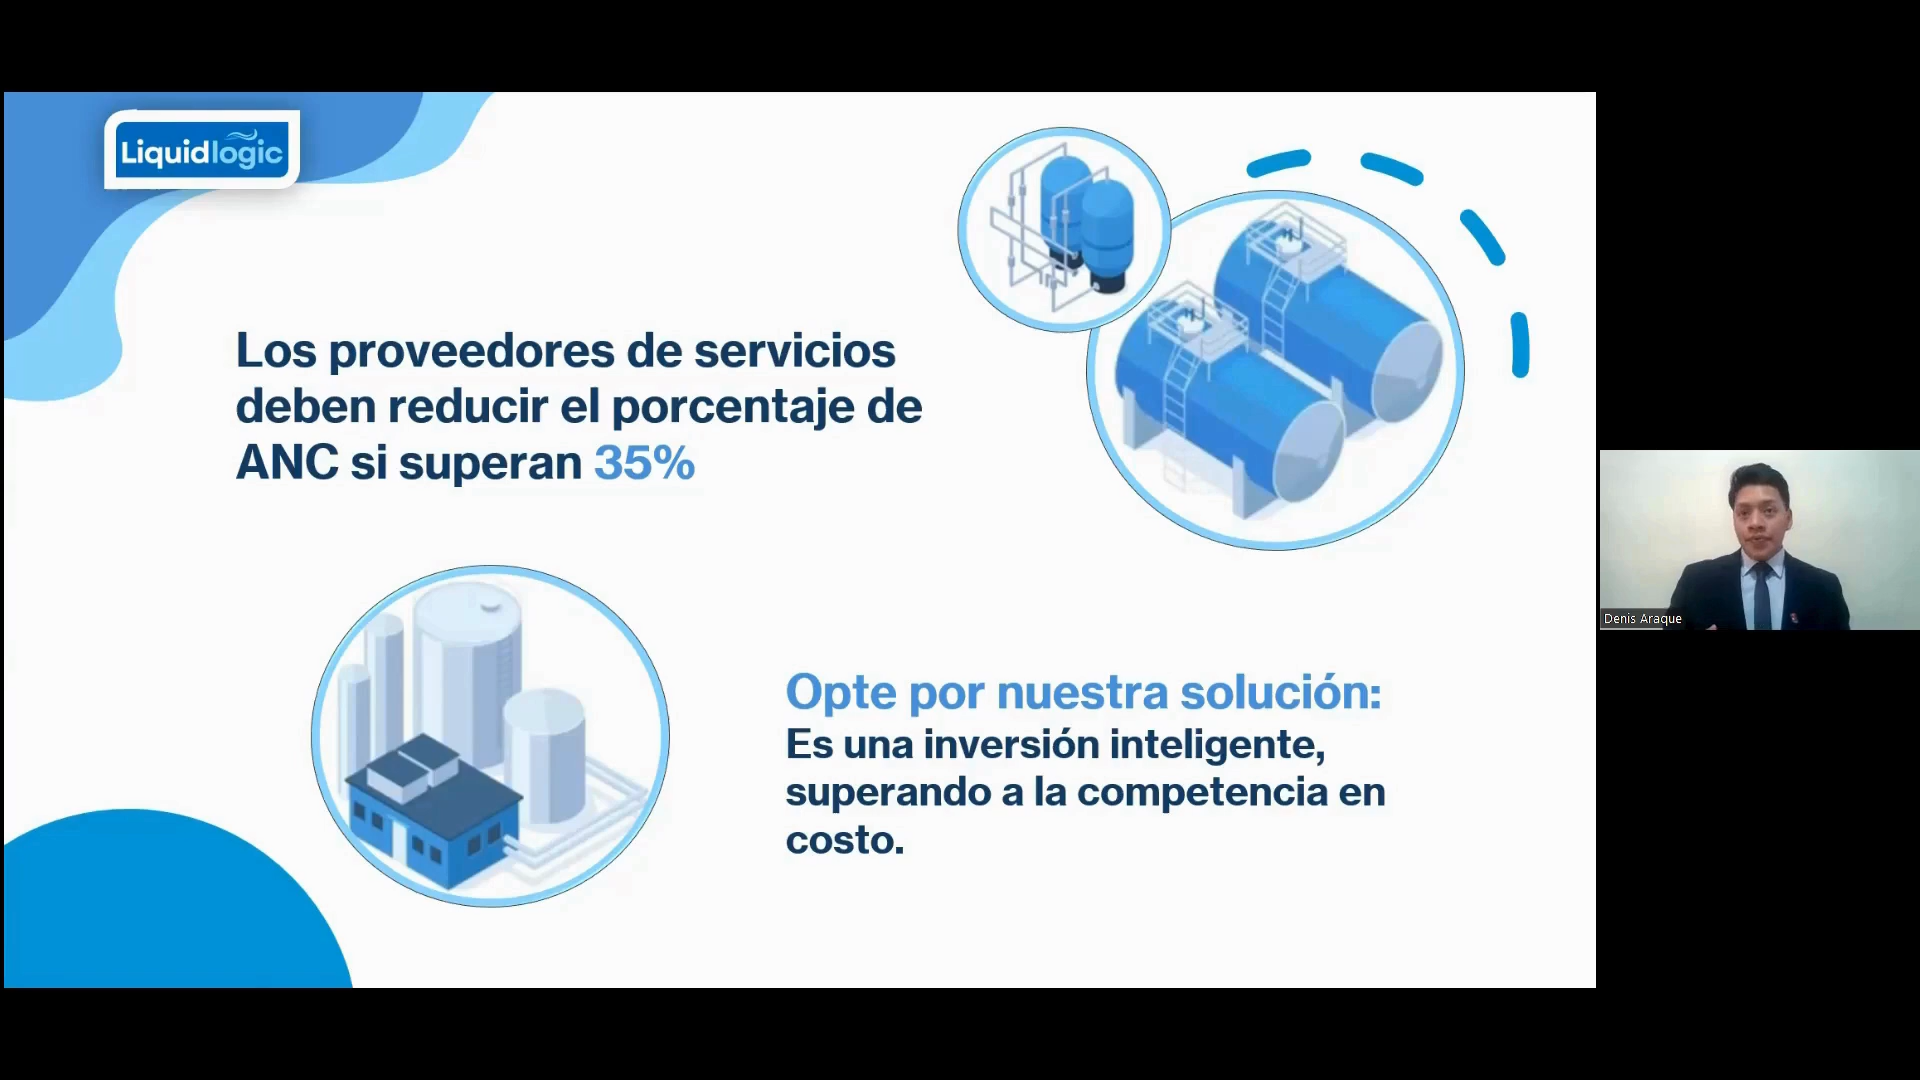 Liquidlogic
Los proveedores de servicios
deben reducir el porcentaje de
ANC si superan 35%
Opte por nuestra solución:
Es una inversión inteligente,
superando a la competencia en
costo.
Denis Araque